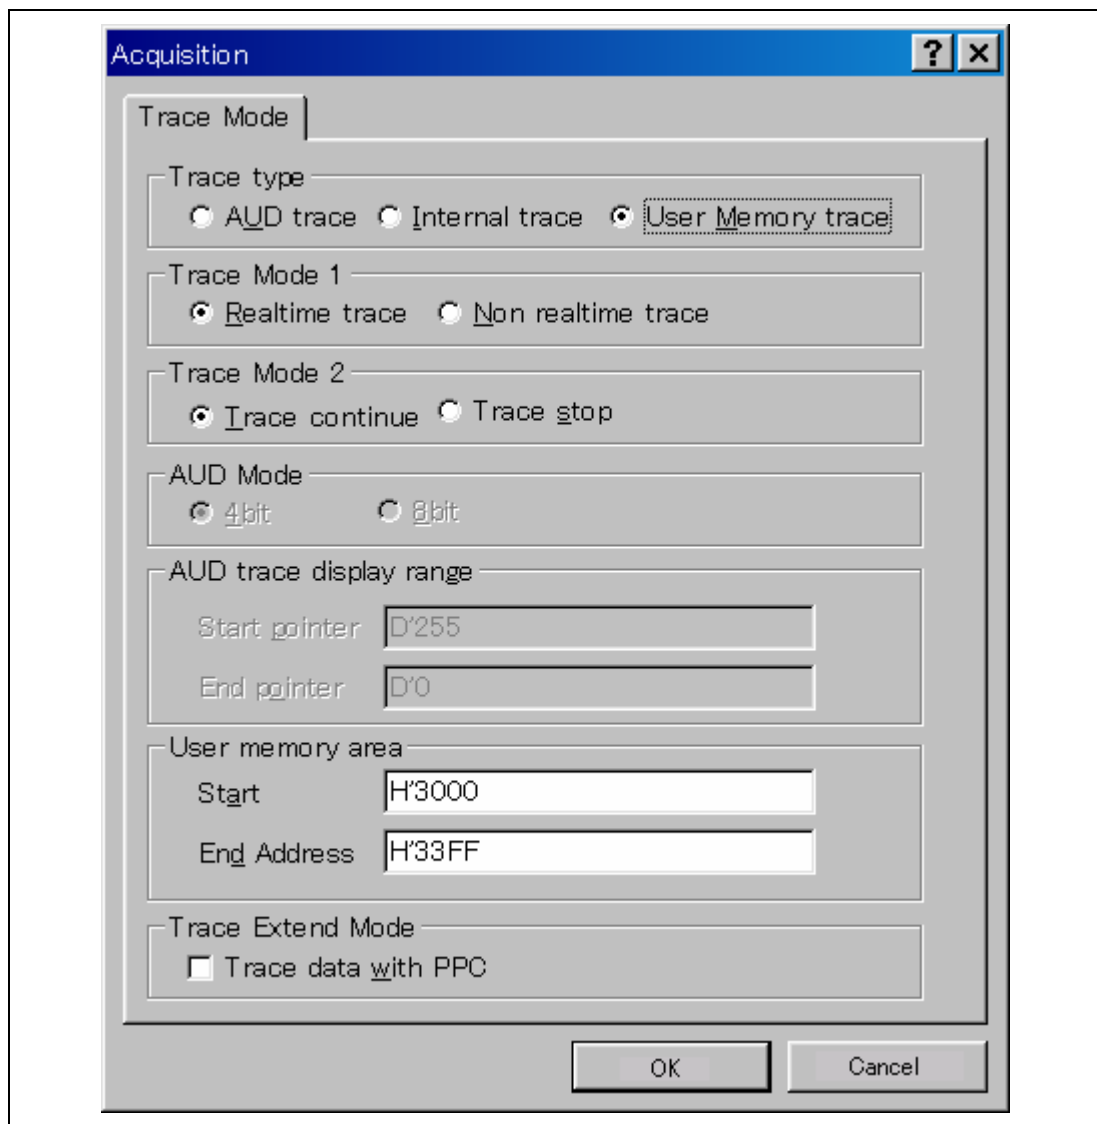 Acquisition
Trace Mode
Trace type
AUD trace Internal trace User Memory trace
Trace Mode 1
Realtime trace Non realtime trace
Trace Mode 2
Trace continue Trace stop
AUD Mode
4bit 8bit
AUD trace display range
Start pointer D'255
End pointer D'0
User memory area
Start H'3000
End Address H'33FF
Trace Extend Mode
Trace data with PPC
OK Cancel